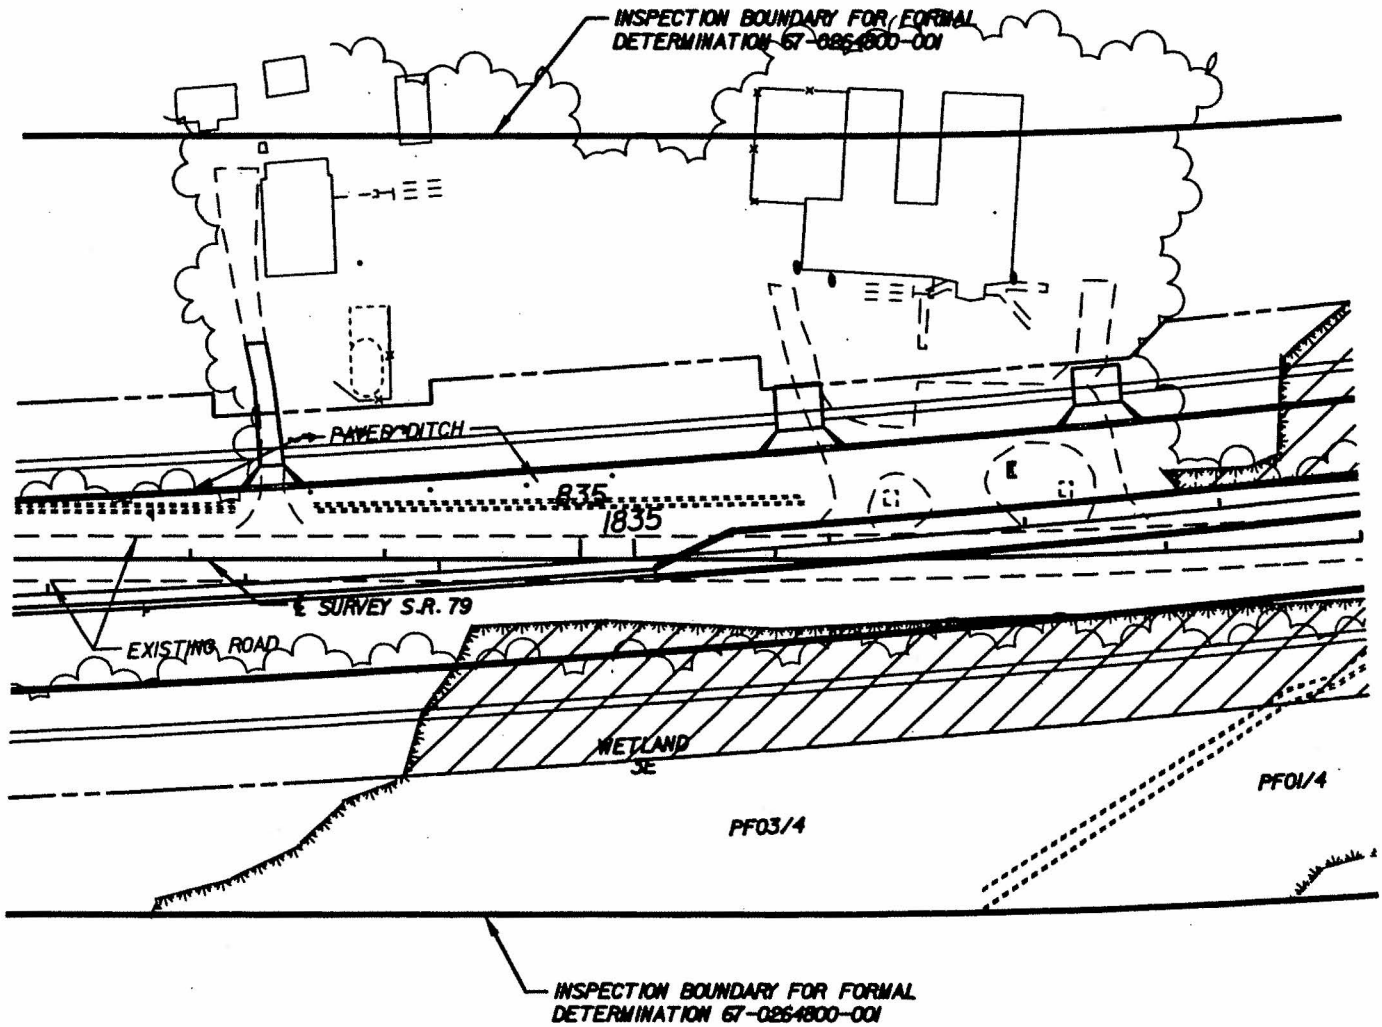 INSPECTION BOUNDARY FOR FORMAL
DETERMINATION 67-0264800-001
PAVED DITCH
835
1835
℄ SURVEY S.R. 79
EXISTING ROAD
WETLAND
3E
PF01/4
PF03/4
INSPECTION BOUNDARY FOR FORMAL
DETERMINATION 67-0264800-001